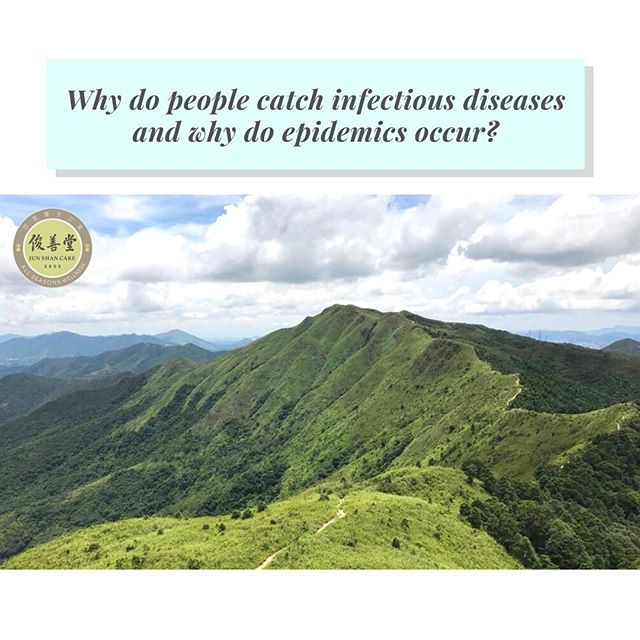 Why do people catch infectious diseases
and why do epidemics occur?
俊善堂
JUN SHAN CARE
2003
ALL SEASONS WELLNESS